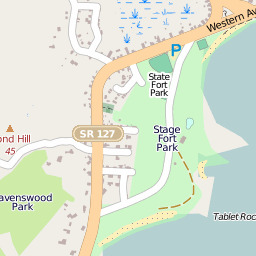 Western Av
P
State
Fort
Park
SR 127
Stage
Fort
Park
ond Hill
45
avenswood
Park
Tablet Roc